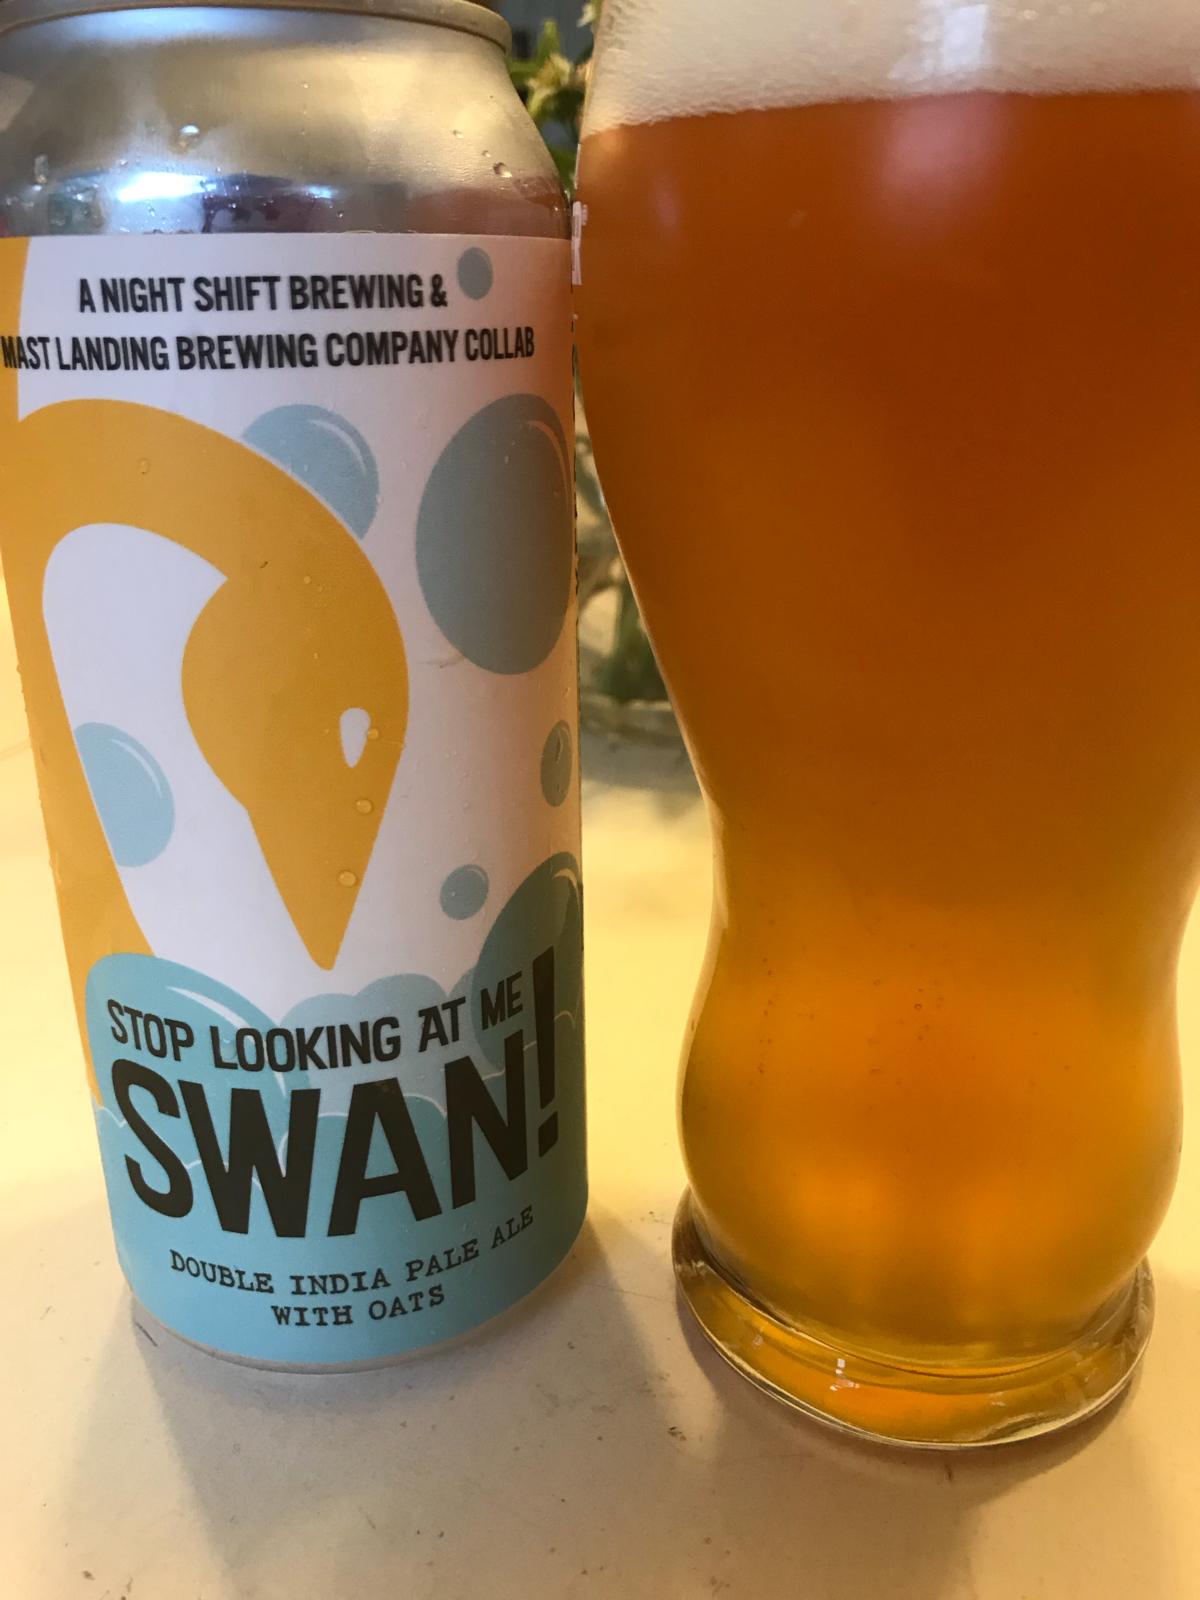 A NIGHT SHIFT BREWING &
MAST LANDING BREWING COMPANY COLLAB
STOP LOOKING AT ME
SWAN!
DOUBLE INDIA PALE ALE
WITH OATS